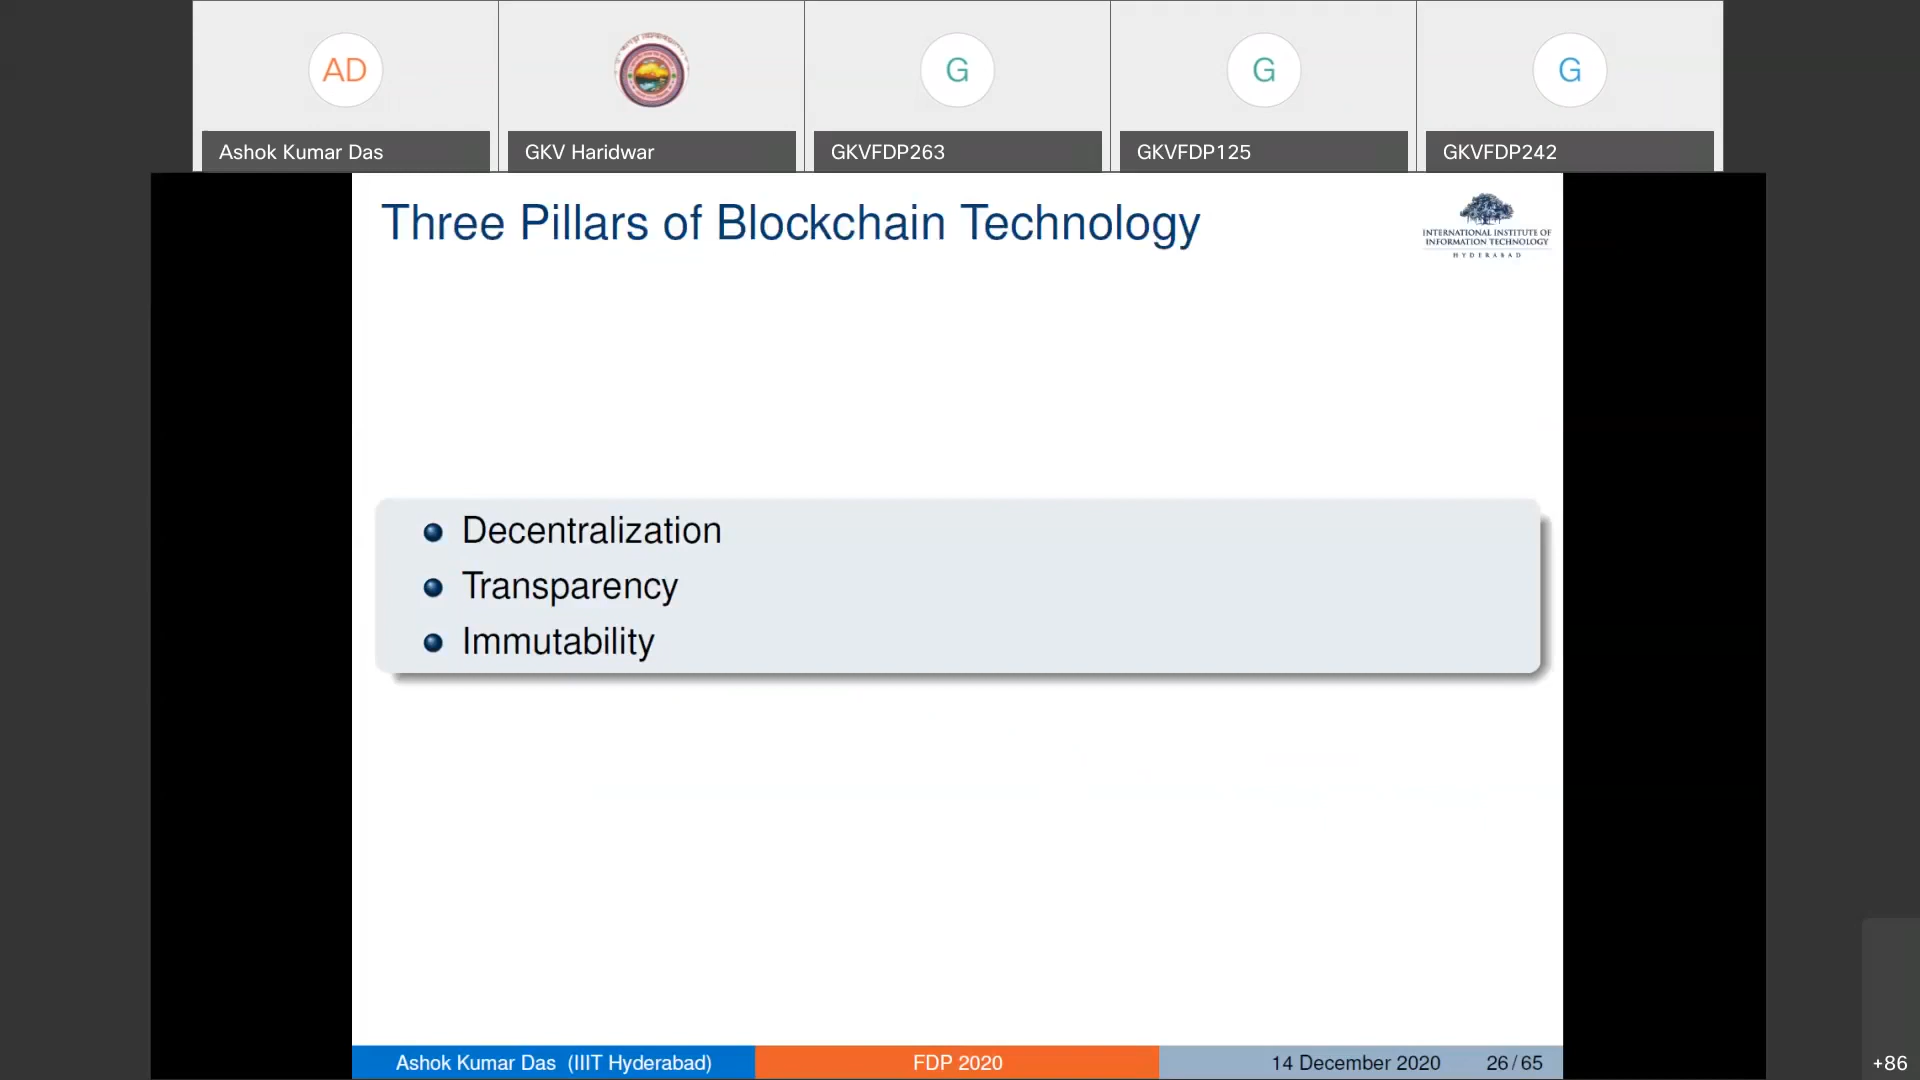 AD
G
G
G
Ashok Kumar Das
GKV Haridwar
GKVFDP263
GKVFDP125
GKVFDP242
Three Pillars of Blockchain Technology
INTERNATIONAL INSTITUTE OF
INFORMATION TECHNOLOGY
HYDERABAD
Decentralization
Transparency
Immutability
Ashok Kumar Das (IIIT Hyderabad)
FDP 2020
14 December 2020
26/65
+86